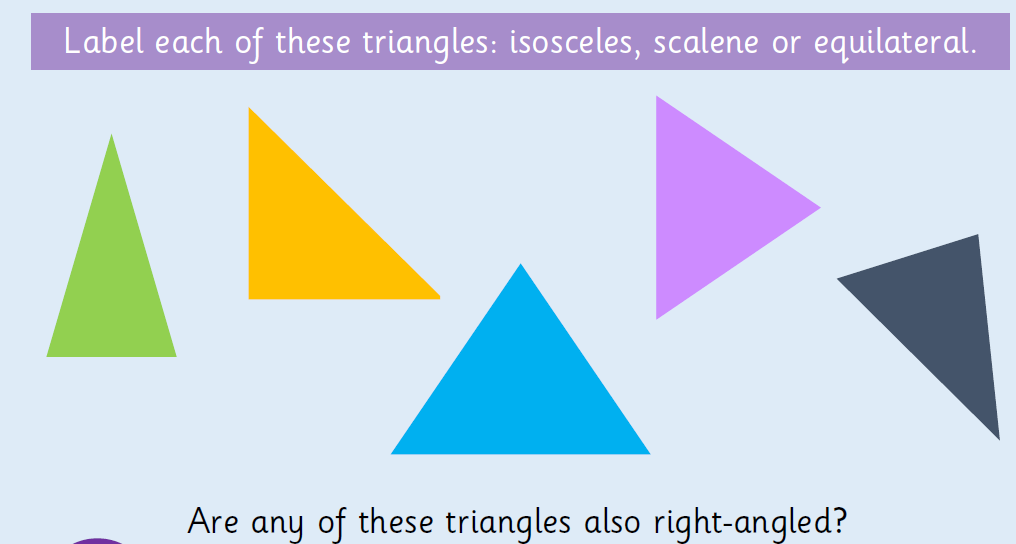 Label each of these triangles: isosceles, scalene or equilateral.
Are any of these triangles also right-angled?